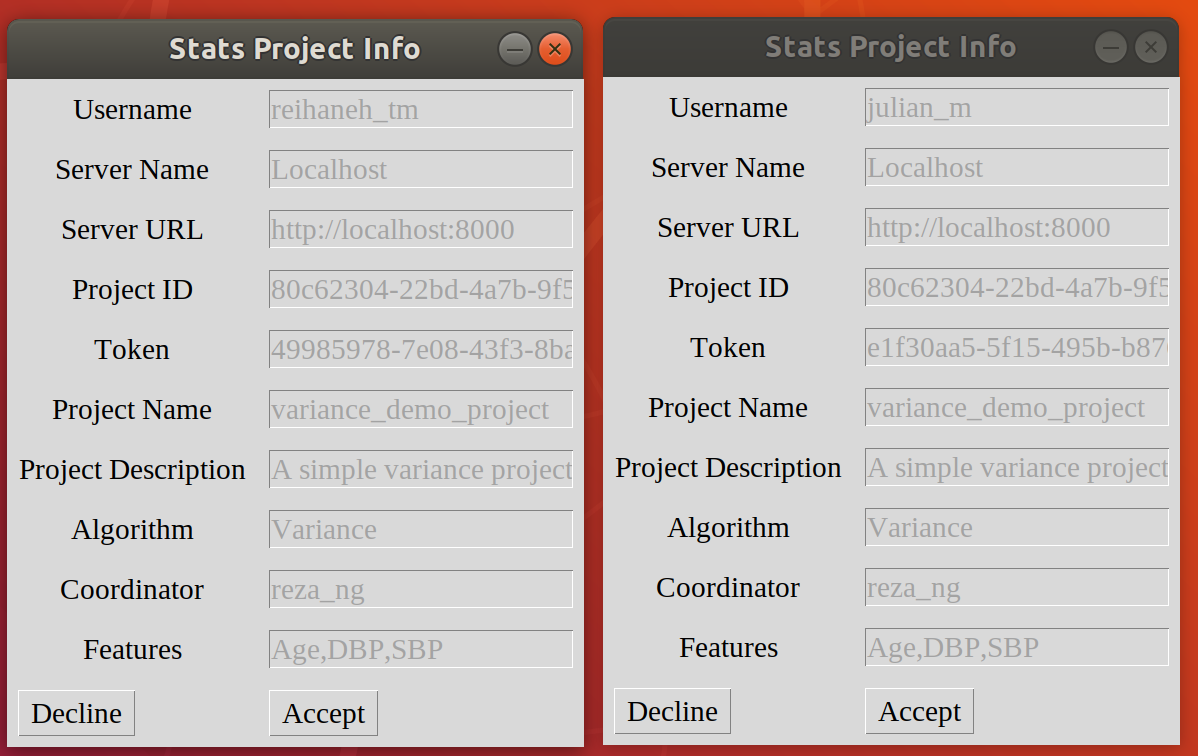 Stats Project Info
Username reihaneh_tm
Server Name Localhost
Server URL http://localhost:8000
Project ID 80c62304-22bd-4a7b-9f5
Token 49985978-7e08-43f3-8ba
Project Name variance_demo_project
Project Description A simple variance project
Algorithm Variance
Coordinator reza_ng
Features Age,DBP,SBP
Decline Accept
Stats Project Info
Username julian_m
Server Name Localhost
Server URL http://localhost:8000
Project ID 80c62304-22bd-4a7b-9f5
Token e1f30aa5-5f15-495b-b87
Project Name variance_demo_project
Project Description A simple variance project
Algorithm Variance
Coordinator reza_ng
Features Age,DBP,SBP
Decline Accept